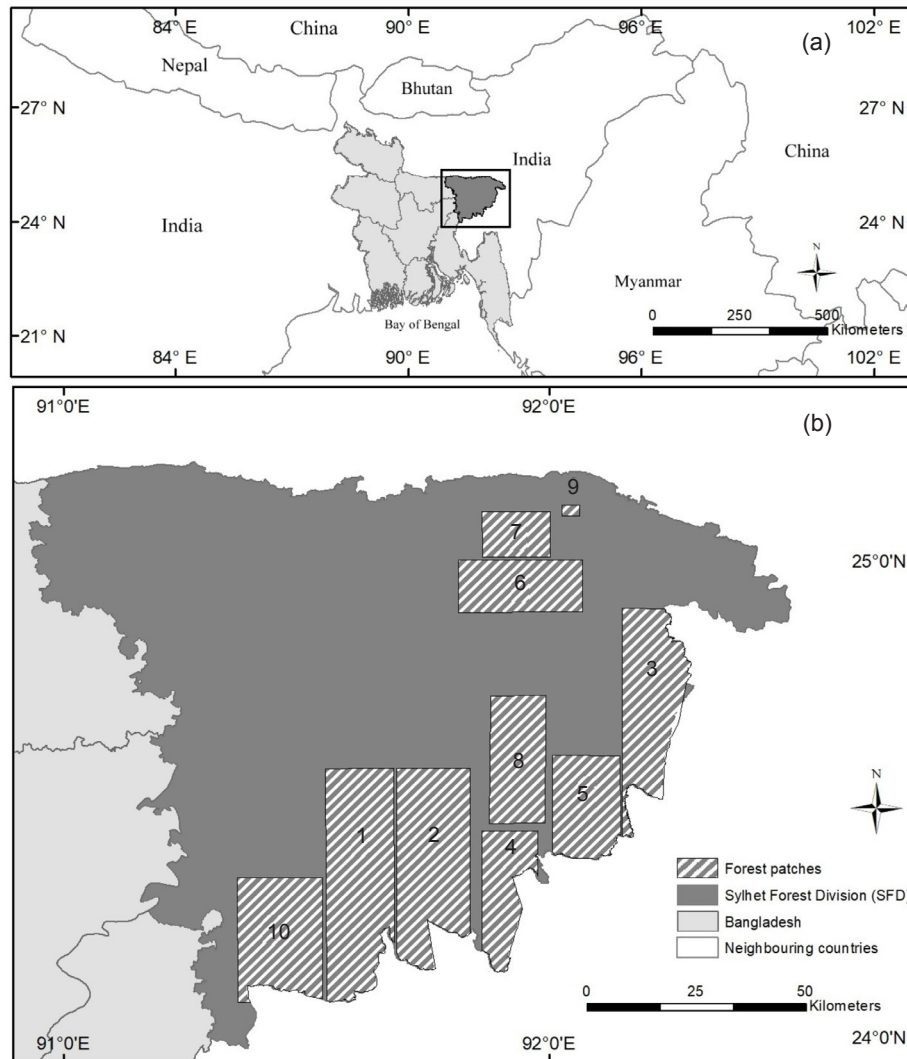 84° E
90° E
96° E
102° E
(a)
China
Nepal
Bhutan
27° N
27° N
India
China
India
24° N
24° N
Myanmar
N
Bay of Bengal
0 250 500
Kilometers
21° N
21° N
84° E
90° E
96° E
102° E
91°0'E
92°0'E
(b)
9
7
25°0'N
6
3
8
5
1
2
4
10
N
Forest patches
Sylhet Forest Division (SFD)
Bangladesh
Neighbouring countries
0 25 50
Kilometers
91°0'E
92°0'E
24°0'N